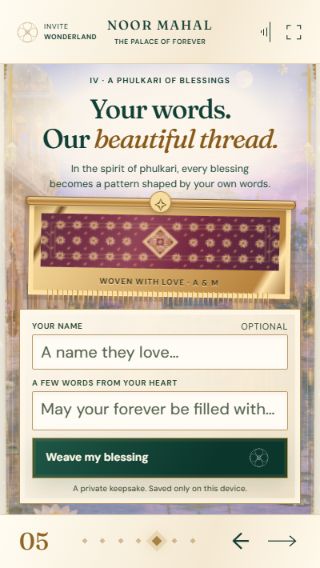 INVITE
WONDERLAND
NOOR MAHAL
THE PALACE OF FOREVER
IV · A PHULKARI OF BLESSINGS
Your words.
Our beautiful thread.
In the spirit of phulkari, every blessing
becomes a pattern shaped by your own words.
WOVEN WITH LOVE · A & M
YOUR NAME
OPTIONAL
A name they love...
A FEW WORDS FROM YOUR HEART
May your forever be filled with...
Weave my blessing
A private keepsake. Saved only on this device.
05